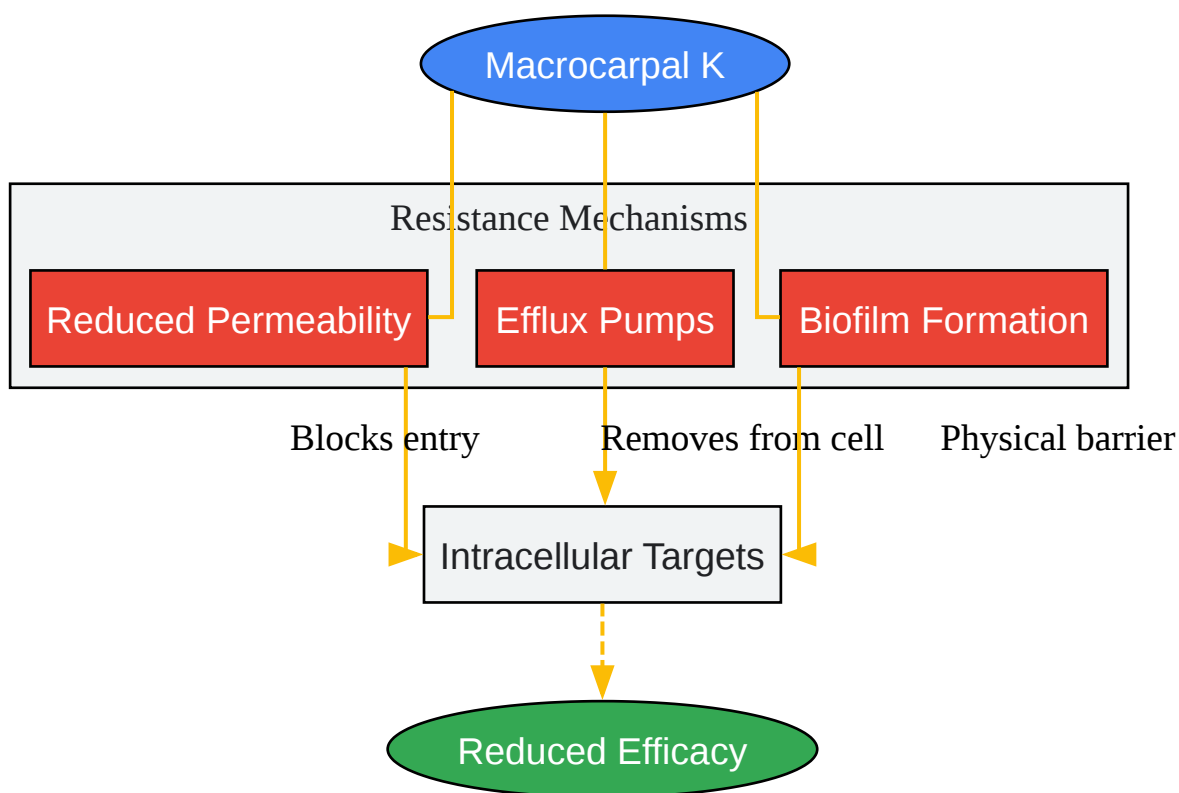 Macrocarpal K
Resistance Mechanisms
Reduced Permeability
Efflux Pumps
Biofilm Formation
Blocks entry
Removes from cell
Physical barrier
Intracellular Targets
Reduced Efficacy